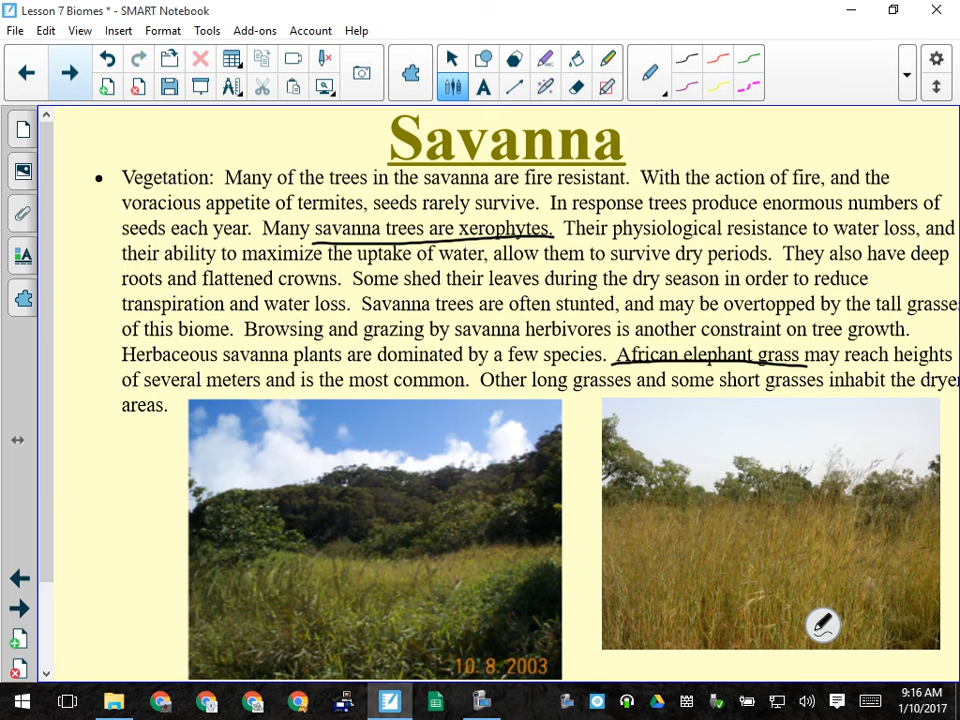 Lesson 7 Biomes * - SMART Notebook
File Edit View Insert Format Tools Add-ons Account Help
Savanna
• Vegetation: Many of the trees in the savanna are fire resistant. With the action of fire, and the
voracious appetite of termites, seeds rarely survive. In response trees produce enormous numbers of
seeds each year. Many savanna trees are xerophytes. Their physiological resistance to water loss, and
their ability to maximize the uptake of water, allow them to survive dry periods. They also have deep
roots and flattened crowns. Some shed their leaves during the dry season in order to reduce
transpiration and water loss. Savanna trees are often stunted, and may be overtopped by the tall grasses
of this biome. Browsing and grazing by savanna herbivores is another constraint on tree growth.
Herbaceous savanna plants are dominated by a few species. African elephant grass may reach heights
of several meters and is the most common. Other long grasses and some short grasses inhabit the dryer
areas.
10. 8. 2003
9:16 AM
1/10/2017